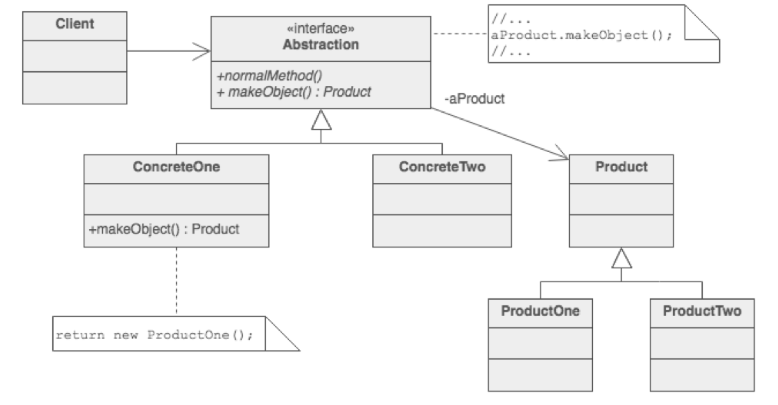 Client
«interface»
Abstraction
+normalMethod()
+ makeObject() : Product
//...
aProduct.makeObject();
//...
-aProduct
ConcreteOne
+makeObject() : Product
ConcreteTwo
Product
return new ProductOne();
ProductOne
ProductTwo